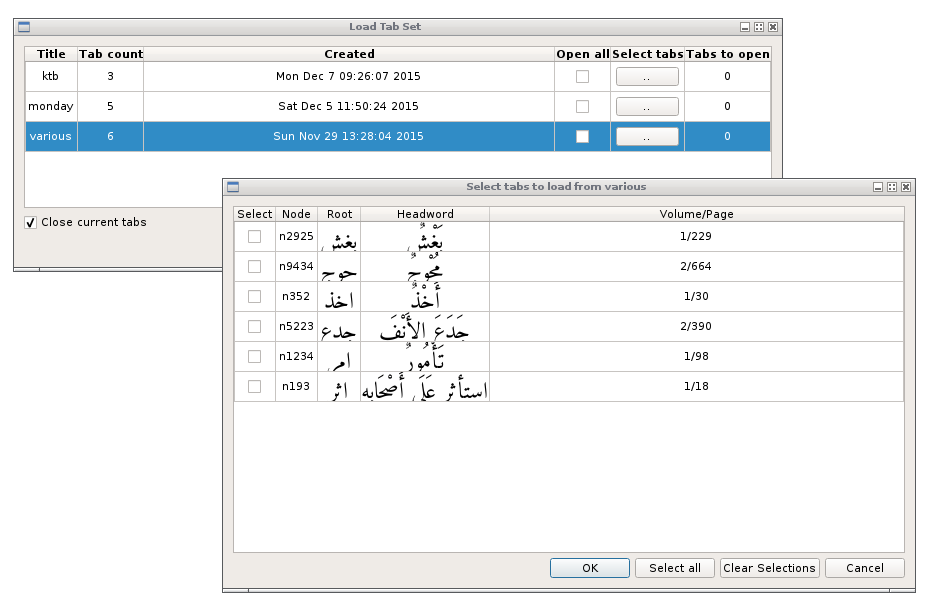 Load Tab Set
Title Tab count Created Open all Select tabs Tabs to open
ktb 3 Mon Dec 7 09:26:07 2015 .. 0
monday 5 Sat Dec 5 11:50:24 2015 .. 0
various 6 Sun Nov 29 13:28:04 2015 .. 0
Close current tabs
Select tabs to load from various
Select Node Root Headword Volume/Page
n2925 بغش بَغْشٌ 1/229
n9434 حوج مُحْوِجٌ 2/664
n352 اخذ أَخْذٌ 1/30
n5223 جدع جَدَعَ الأَنْفَ 2/390
n1234 امر تَأْمُورٌ 1/98
n193 اثر استأثر عَلَى أَصْحَابِهِ 1/18
OK Select all Clear Selections Cancel